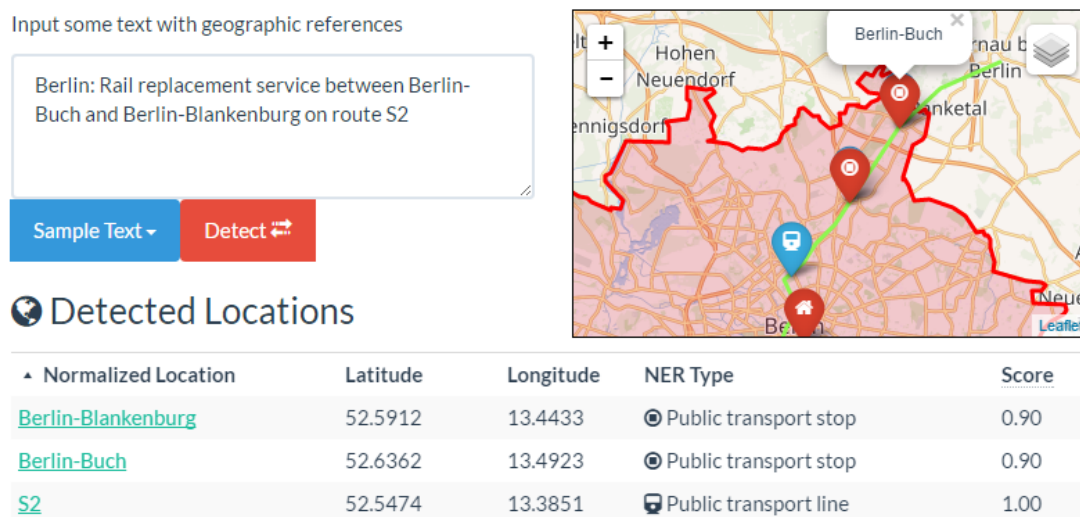 Input some text with geographic references
Berlin: Rail replacement service between Berlin-
Buch and Berlin-Blankenburg on route S2
Sample Text
Detect
+
−
Hohen
Neuendorf
Berlin-Buch
×
Berlin
Berlin
Leaflet
Detected Locations
Normalized Location Latitude Longitude NER Type Score
Berlin-Blankenburg 52.5912 13.4433 Public transport stop 0.90
Berlin-Buch 52.6362 13.4923 Public transport stop 0.90
S2 52.5474 13.3851 Public transport line 1.00